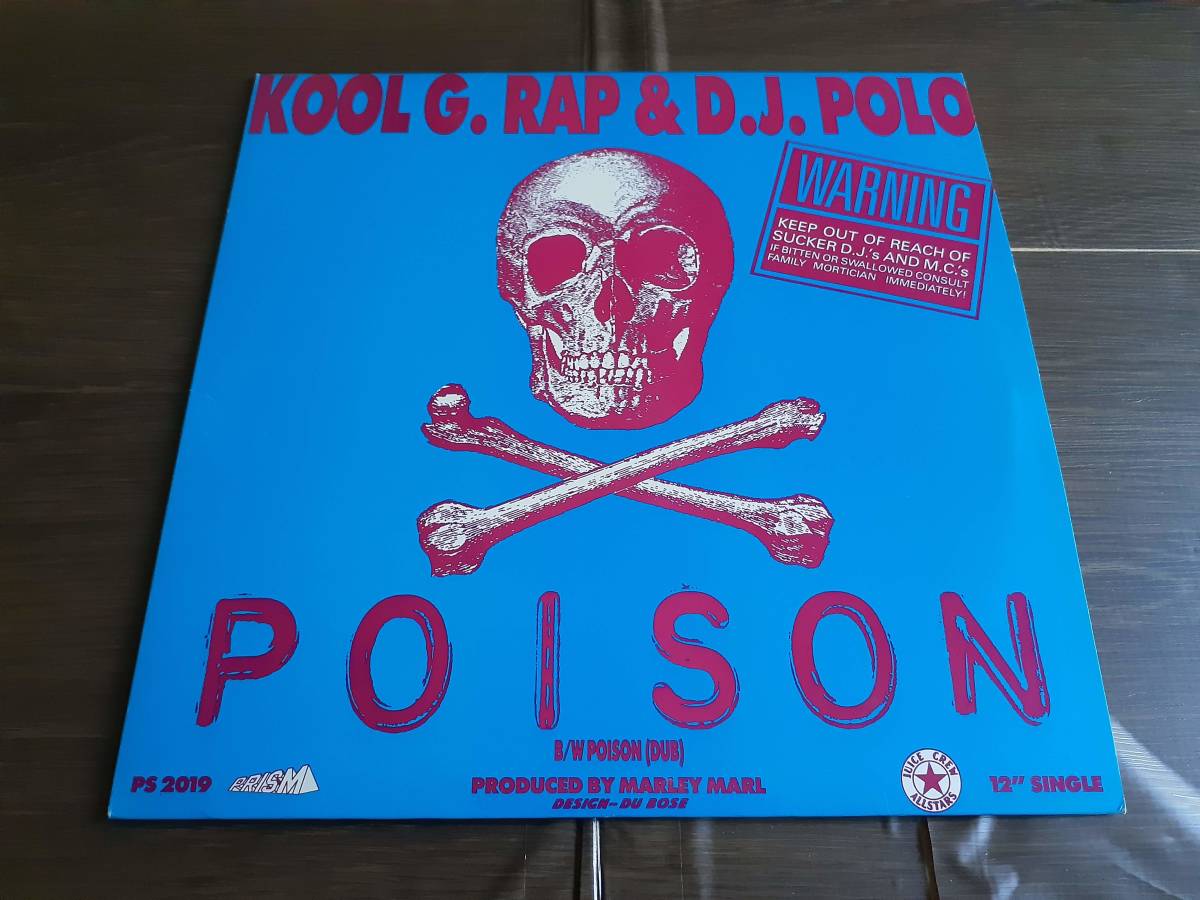 KOOL G. RAP & D.J. POLO
WARNING
KEEP OUT OF REACH OF
SUCKER D.J.'s AND M.C.'s
IF BITTEN OR SWALLOWED CONSULT
FAMILY MORTICIAN IMMEDIATELY!
POISON
B/W POISON (DUB)
PS 2019
PRISM
PRODUCED BY MARLEY MARL
DESIGN-DU BOSE
JUICE CREW
ALLSTARS
12" SINGLE